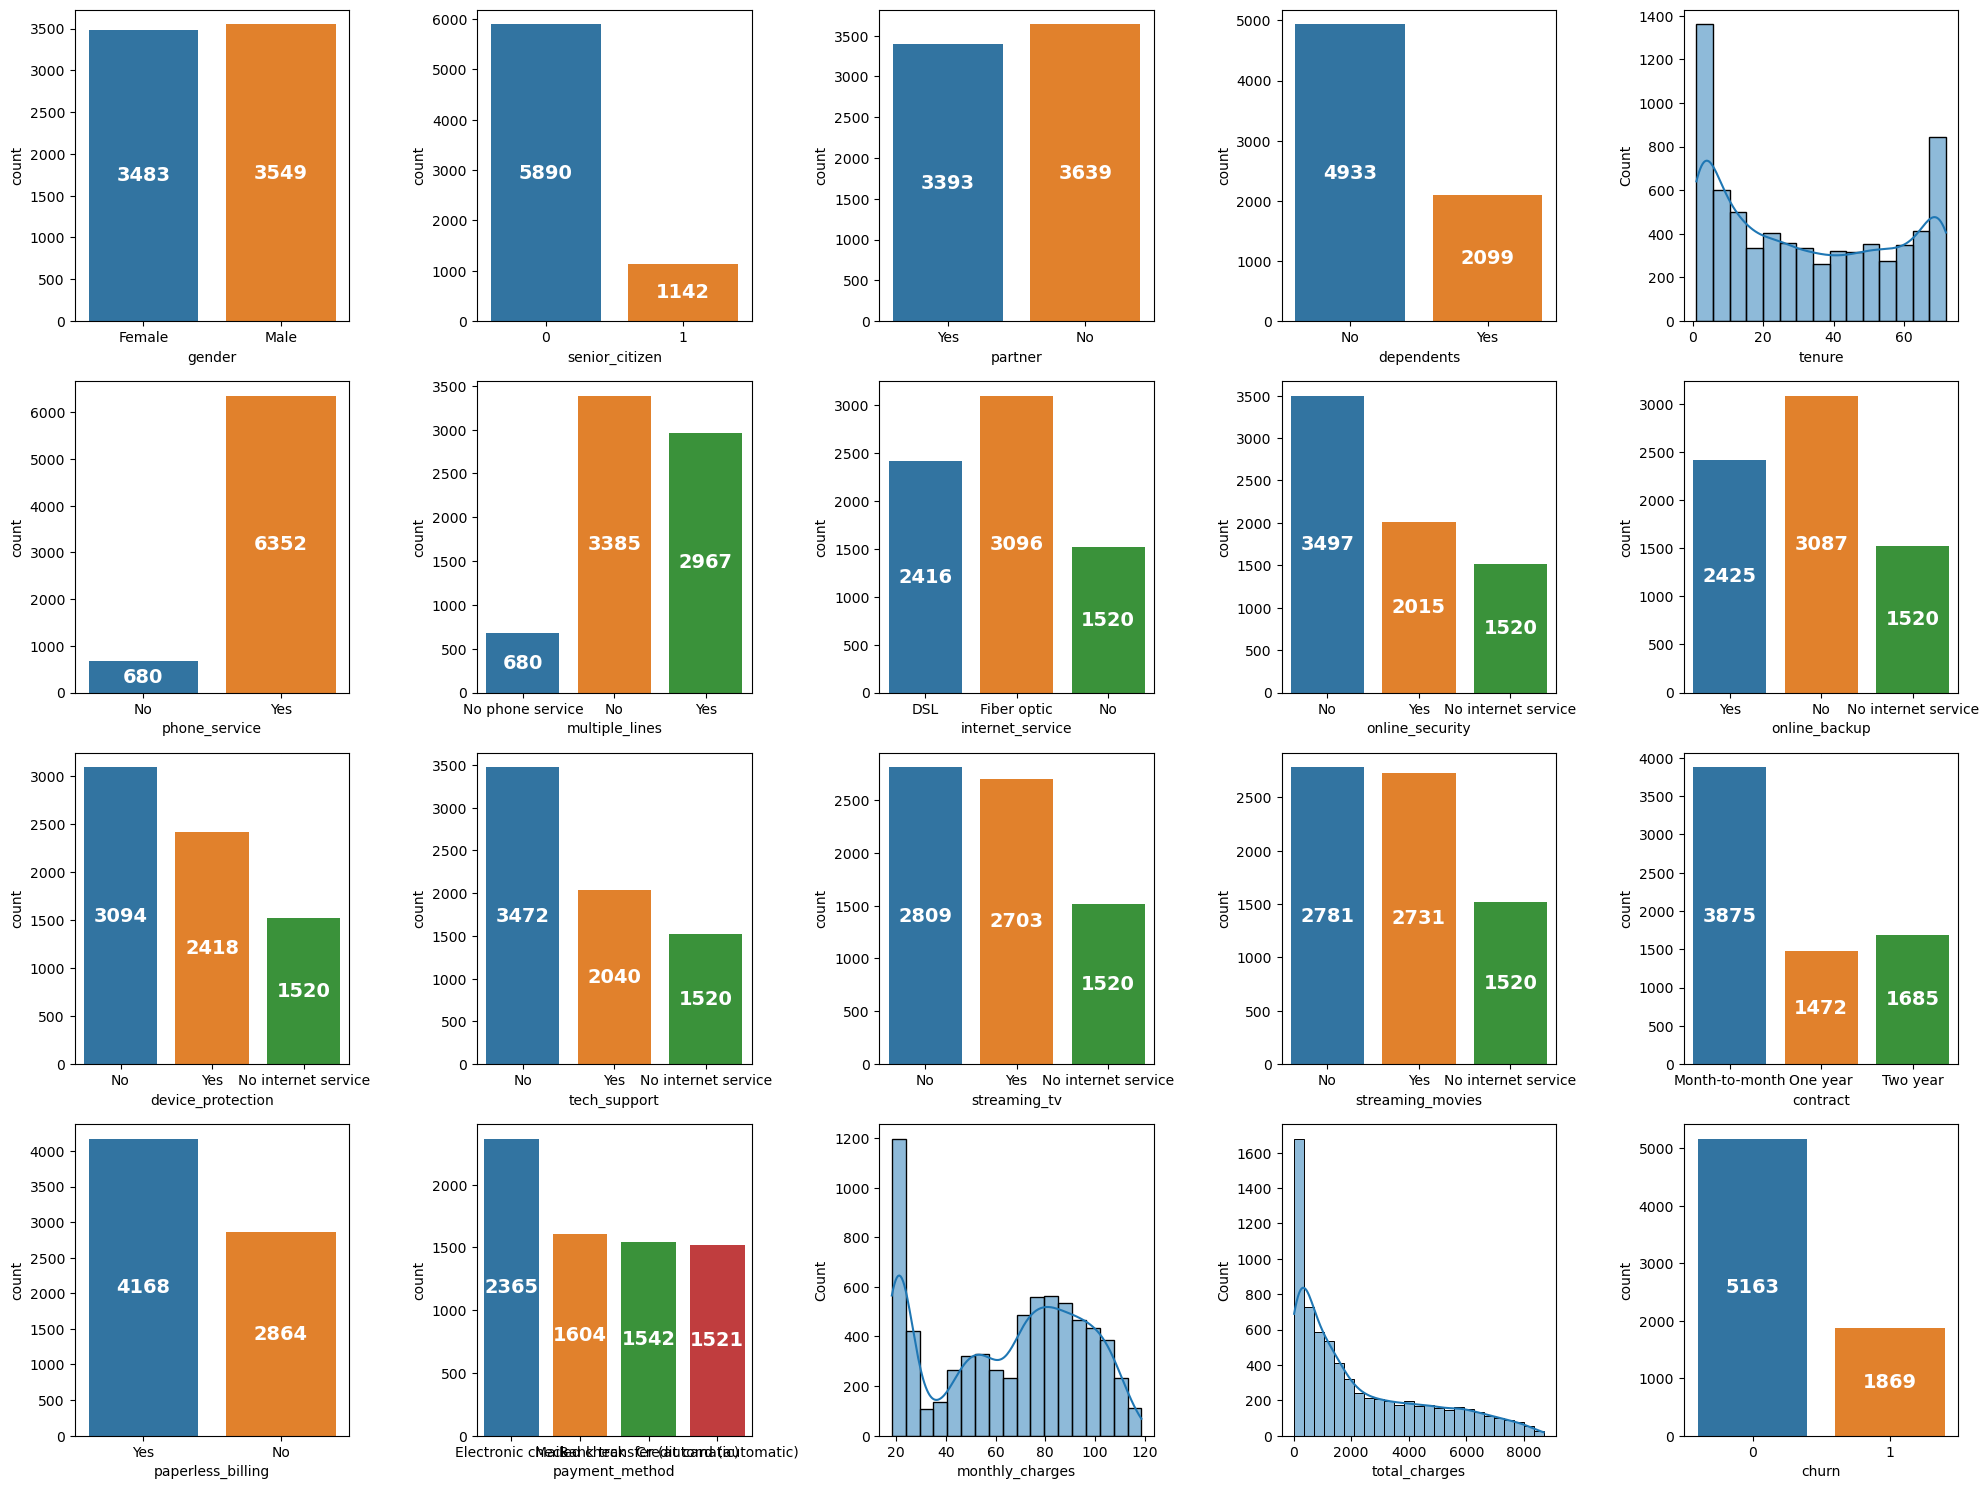 3500
3000
2500
2000
1500
1000
500
0
count
3483
3549
Female
Male
gender
6000
5000
4000
3000
2000
1000
0
count
5890
1142
0
1
senior_citizen
3500
3000
2500
2000
1500
1000
500
0
count
3393
3639
Yes
No
partner
5000
4000
3000
2000
1000
0
count
4933
2099
No
Yes
dependents
1400
1200
1000
800
600
400
200
0
Count
0
20
40
60
tenure
6000
5000
4000
3000
2000
1000
0
count
680
6352
No
Yes
phone_service
3500
3000
2500
2000
1500
1000
500
0
count
680
3385
2967
No phone service
No
Yes
multiple_lines
3000
2500
2000
1500
1000
500
0
count
2416
3096
1520
DSL
Fiber optic
No
internet_service
3500
3000
2500
2000
1500
1000
500
0
count
3497
2015
1520
No
Yes
No internet service
online_security
3000
2500
2000
1500
1000
500
0
count
2425
3087
1520
Yes
No
No internet service
online_backup
3000
2500
2000
1500
1000
500
0
count
3094
2418
1520
No
Yes
No internet service
device_protection
3500
3000
2500
2000
1500
1000
500
0
count
3472
2040
1520
No
Yes
No internet service
tech_support
2500
2000
1500
1000
500
0
count
2809
2703
1520
No
Yes
No internet service
streaming_tv
2500
2000
1500
1000
500
0
count
2781
2731
1520
No
Yes
No internet service
streaming_movies
4000
3500
3000
2500
2000
1500
1000
500
0
count
3875
1472
1685
Month-to-month
One year
Two year
contract
4000
3500
3000
2500
2000
1500
1000
500
0
count
4168
2864
Yes
No
paperless_billing
2000
1500
1000
500
0
count
2365
1604
1542
1521
Electronic check
Mailed check
Bank transfer (automatic)
Credit card (automatic)
payment_method
1200
1000
800
600
400
200
0
Count
20
40
60
80
100
120
monthly_charges
1600
1400
1200
1000
800
600
400
200
0
Count
0
2000
4000
6000
8000
total_charges
5000
4000
3000
2000
1000
0
count
5163
1869
0
1
churn